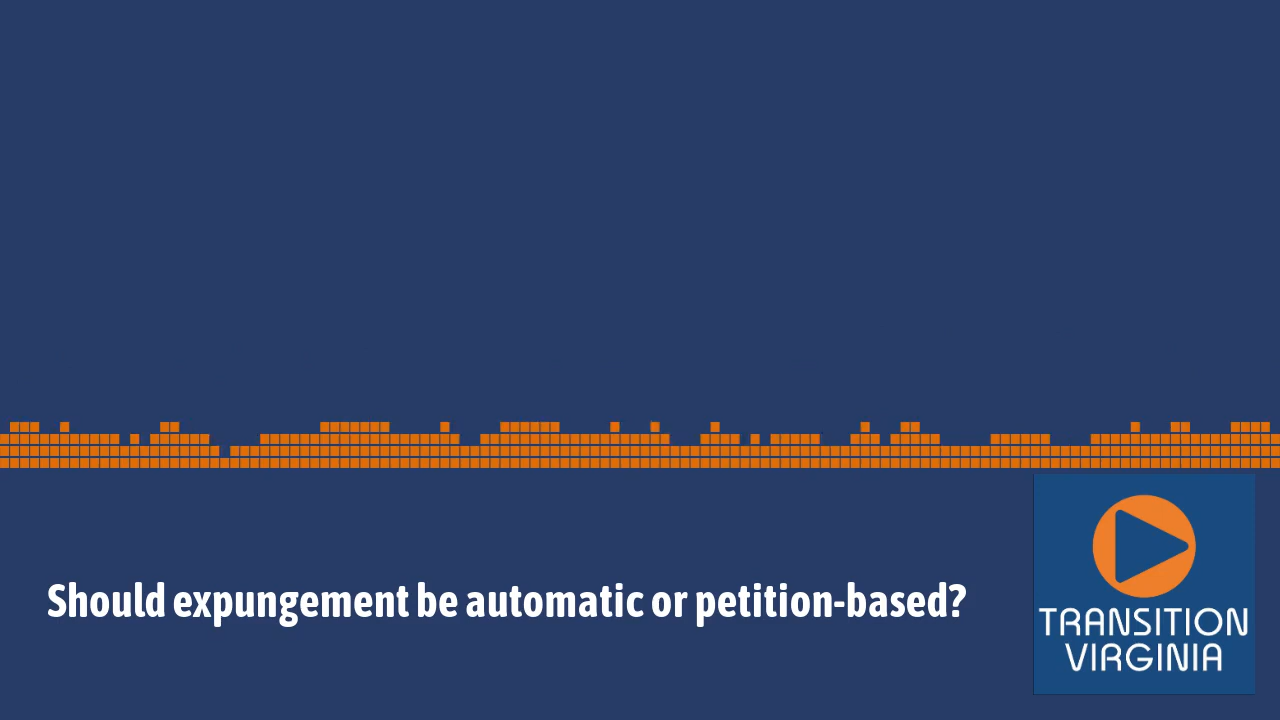 Should expungement be automatic or petition-based?
TRANSITION
VIRGINIA